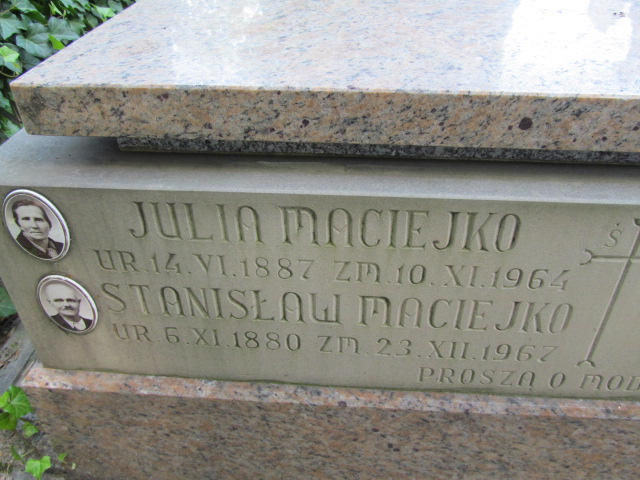 JULIA MACIEJKO
UR. 14. VI. 1887 ZM. 10. XI. 1964
Ś
STANISŁAW MACIEJKO
UR. 6. XI. 1880 ZM. 23. XII. 1967
PROSZĄ O